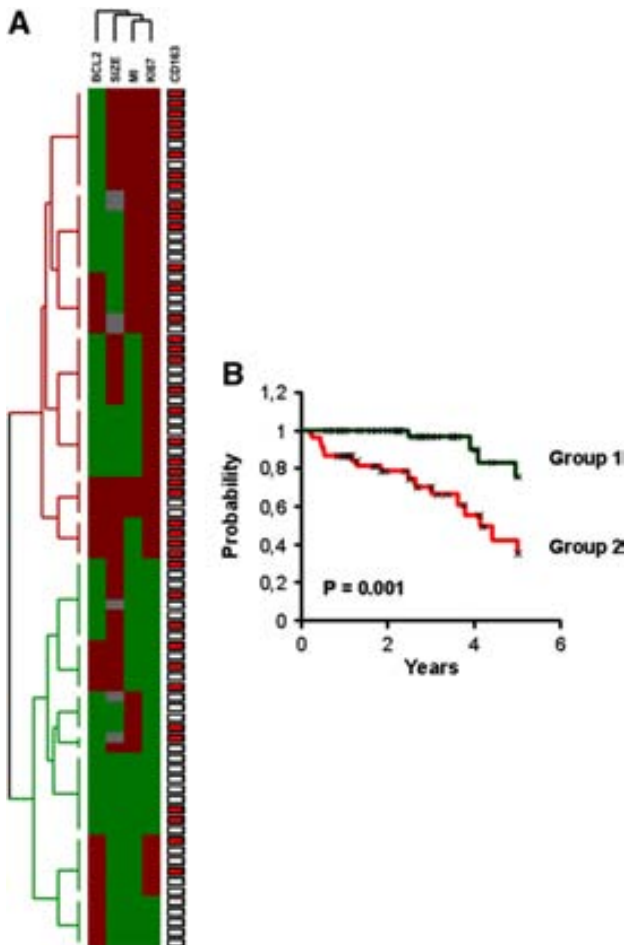 A
BCL2
SIZE
MI
KI67
CD163
B
1,2
1
0,8
0,6
0,4
0,2
0
Probability
P = 0.001
Group 1
Group 2
0 2 4 6
Years